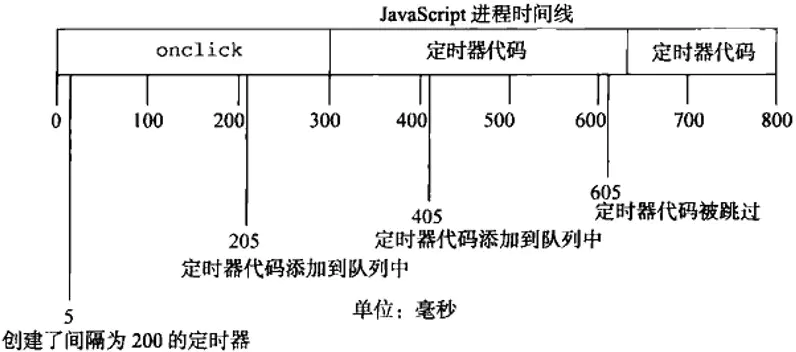 JavaScript 进程时间线
onclick 定时器代码 定时器代码
0 100 200 300 400 500 600 700 800
605
定时器代码被跳过
405
定时器代码添加到队列中
205
定时器代码添加到队列中
单位：毫秒
5
创建了间隔为 200 的定时器